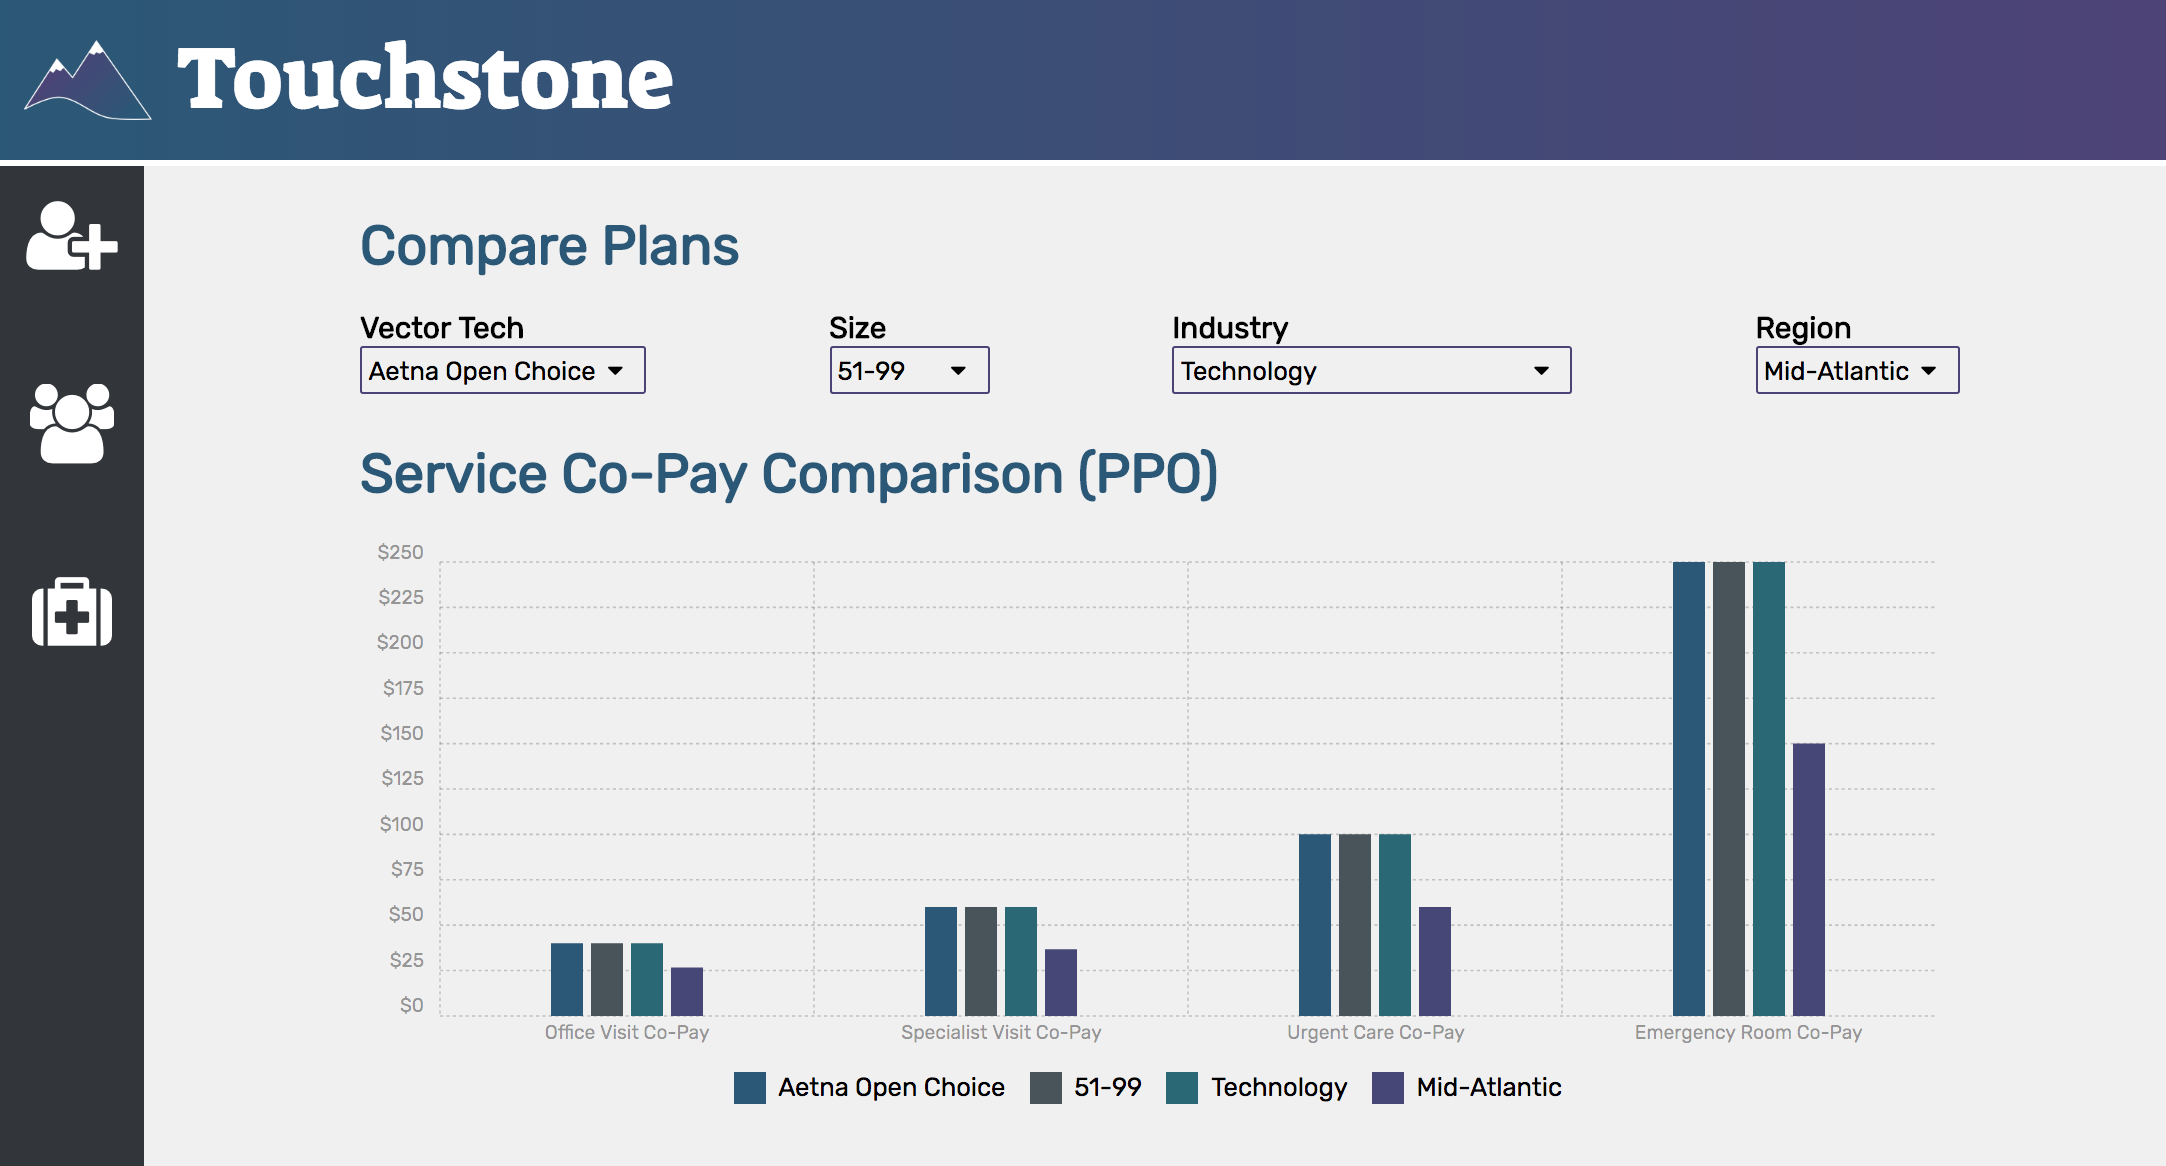 Touchstone
Compare Plans
Vector Tech
Size
Industry
Region
Aetna Open Choice
51-99
Technology
Mid-Atlantic
Service Co-Pay Comparison (PPO)
$250
$225
$200
$175
$150
$125
$100
$75
$50
$25
$0
Office Visit Co-Pay
Specialist Visit Co-Pay
Urgent Care Co-Pay
Emergency Room Co-Pay
Aetna Open Choice
51-99
Technology
Mid-Atlantic